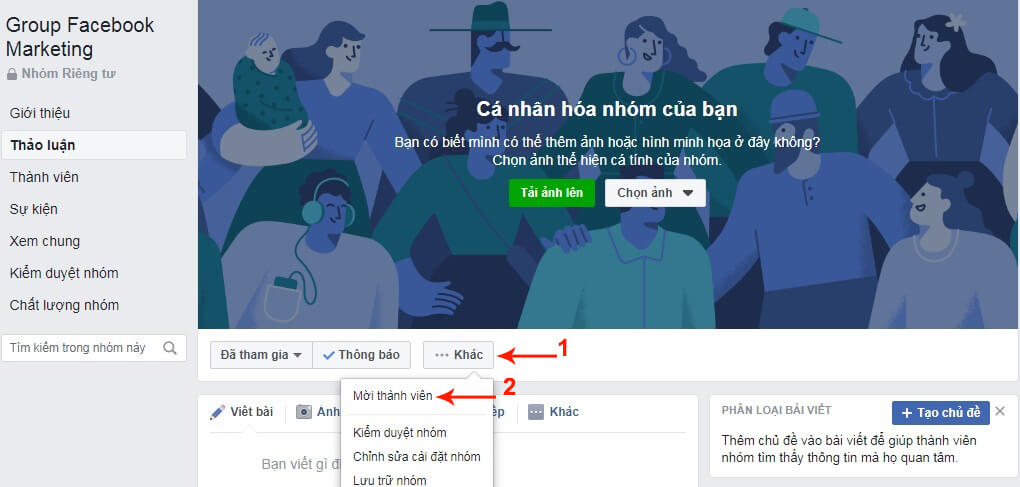 Group Facebook
Marketing
Nhóm Riêng tư
Giới thiệu
Thảo luận
Thành viên
Sự kiện
Xem chung
Kiểm duyệt nhóm
Chất lượng nhóm
Tìm kiếm trong nhóm này
Cá nhân hóa nhóm của bạn
Bạn có biết mình có thể thêm ảnh hoặc hình minh họa ở đây không?
Chọn ảnh thể hiện cá tính của nhóm.
Tải ảnh lên Chọn ảnh
Đã tham gia Thông báo Khác 1
Mời thành viên 2
Kiểm duyệt nhóm
Chỉnh sửa cài đặt nhóm
Lưu trữ nhóm
Viết bài Ảnh Khác
Bạn viết gì đi
PHÂN LOẠI BÀI VIẾT + Tạo chủ đề
Thêm chủ đề vào bài viết để giúp thành viên
nhóm tìm thấy thông tin mà họ quan tâm.